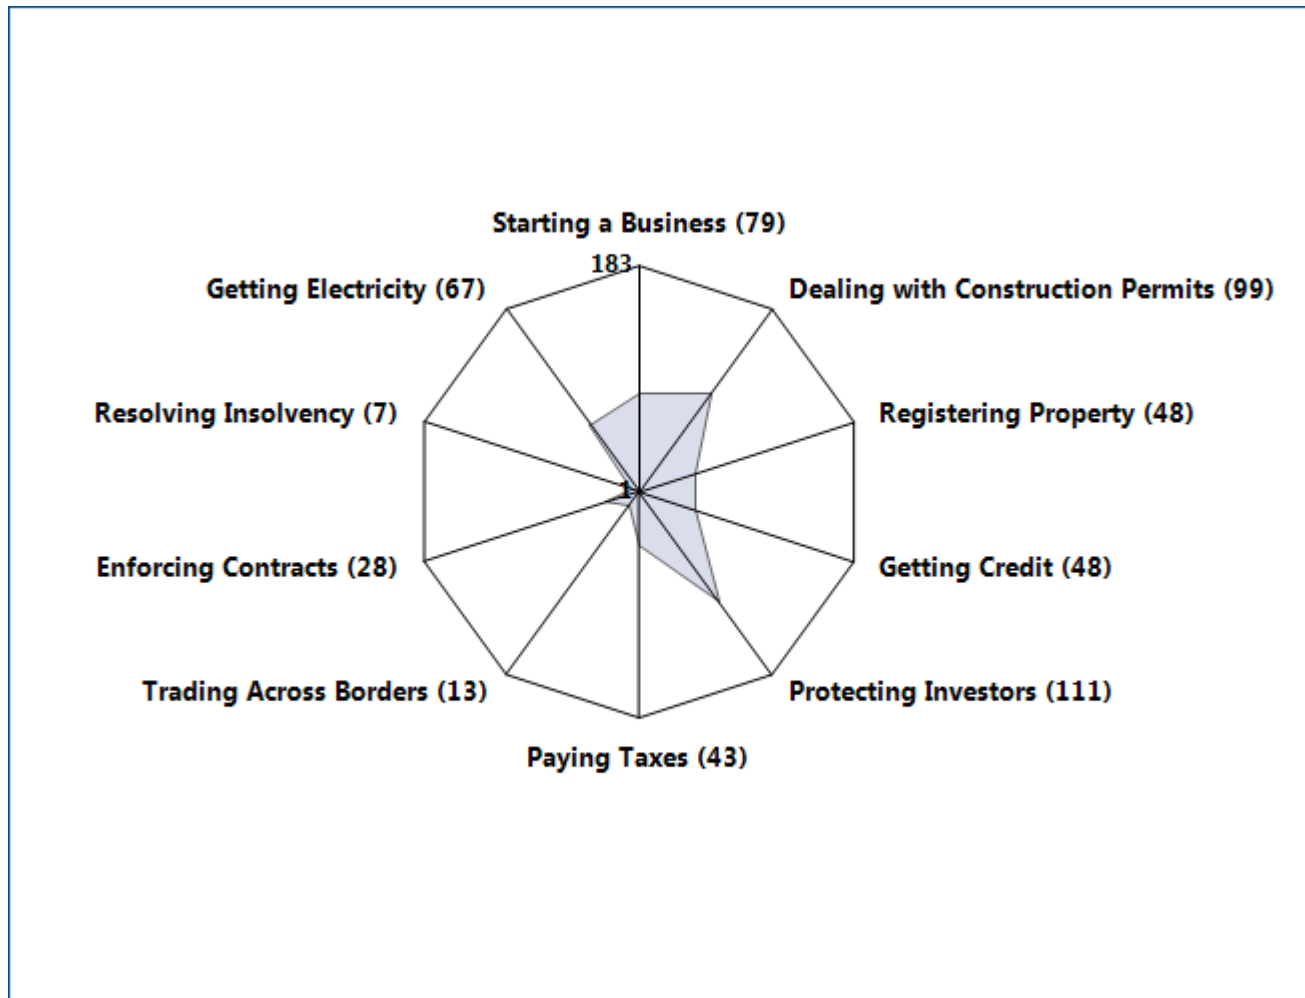 Starting a Business (79)
183
Getting Electricity (67)
Dealing with Construction Permits (99)
Resolving Insolvency (7)
Registering Property (48)
1
Enforcing Contracts (28)
Getting Credit (48)
Trading Across Borders (13)
Protecting Investors (111)
Paying Taxes (43)